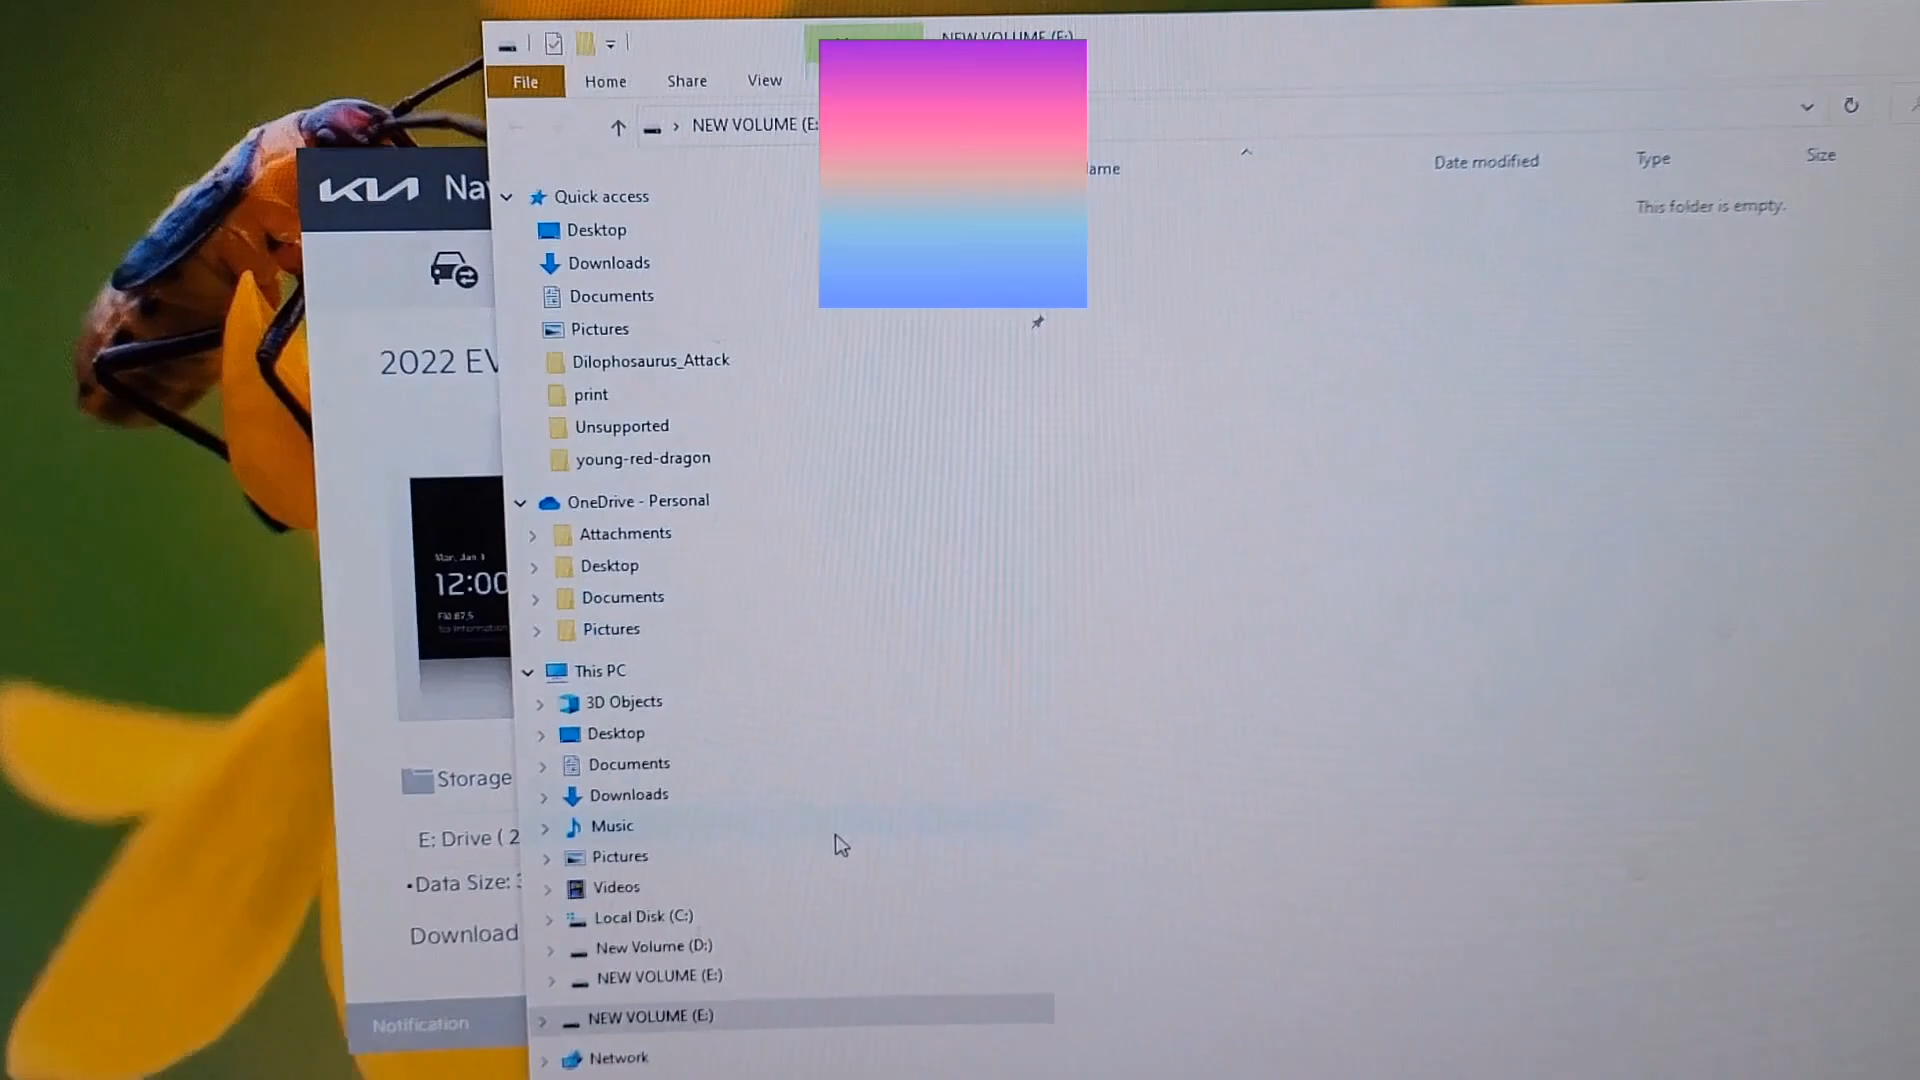 NEW VOLUME (E:)
File Home Share View
NEW VOLUME (E:
Date modified Type Size
This folder is empty.
KIA
Quick access
Desktop
Downloads
Documents
Pictures
Dilophosaurus_Attack
print
Unsupported
young-red-dragon
OneDrive - Personal
Attachments
Desktop
Documents
Pictures
This PC
3D Objects
Desktop
Documents
Downloads
Music
Pictures
Videos
Local Disk (C:)
New Volume (D:)
NEW VOLUME (E:)
NEW VOLUME (E:)
Network
2022 EV
12:00
FM 87.5
Storage
E: Drive ( 2
•Data Size:
Download
Notification